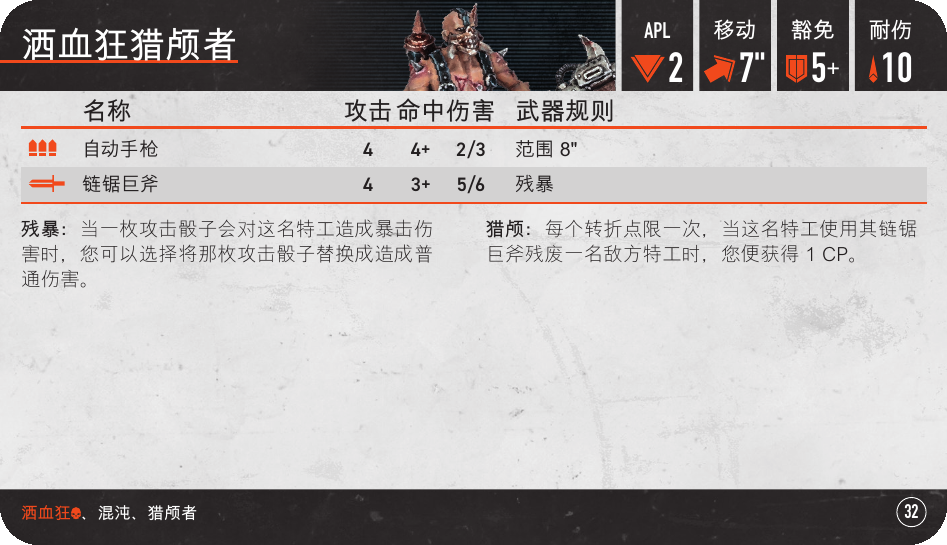 洒血狂猎颅者
APL 移动 豁免 耐伤
2 7" 5+ 10
名称 攻击 命中 伤害 武器规则
自动手枪 4 4+ 2/3 范围 8"
链锯巨斧 4 3+ 5/6 残暴
残暴：当一枚攻击骰子会对这名特工造成暴击伤
害时，您可以选择将那枚攻击骰子替换成造成普
通伤害。
猎颅：每个转折点限一次，当这名特工使用其链锯
巨斧残废一名敌方特工时，您便获得 1 CP。
洒血狂、混沌、猎颅者
32